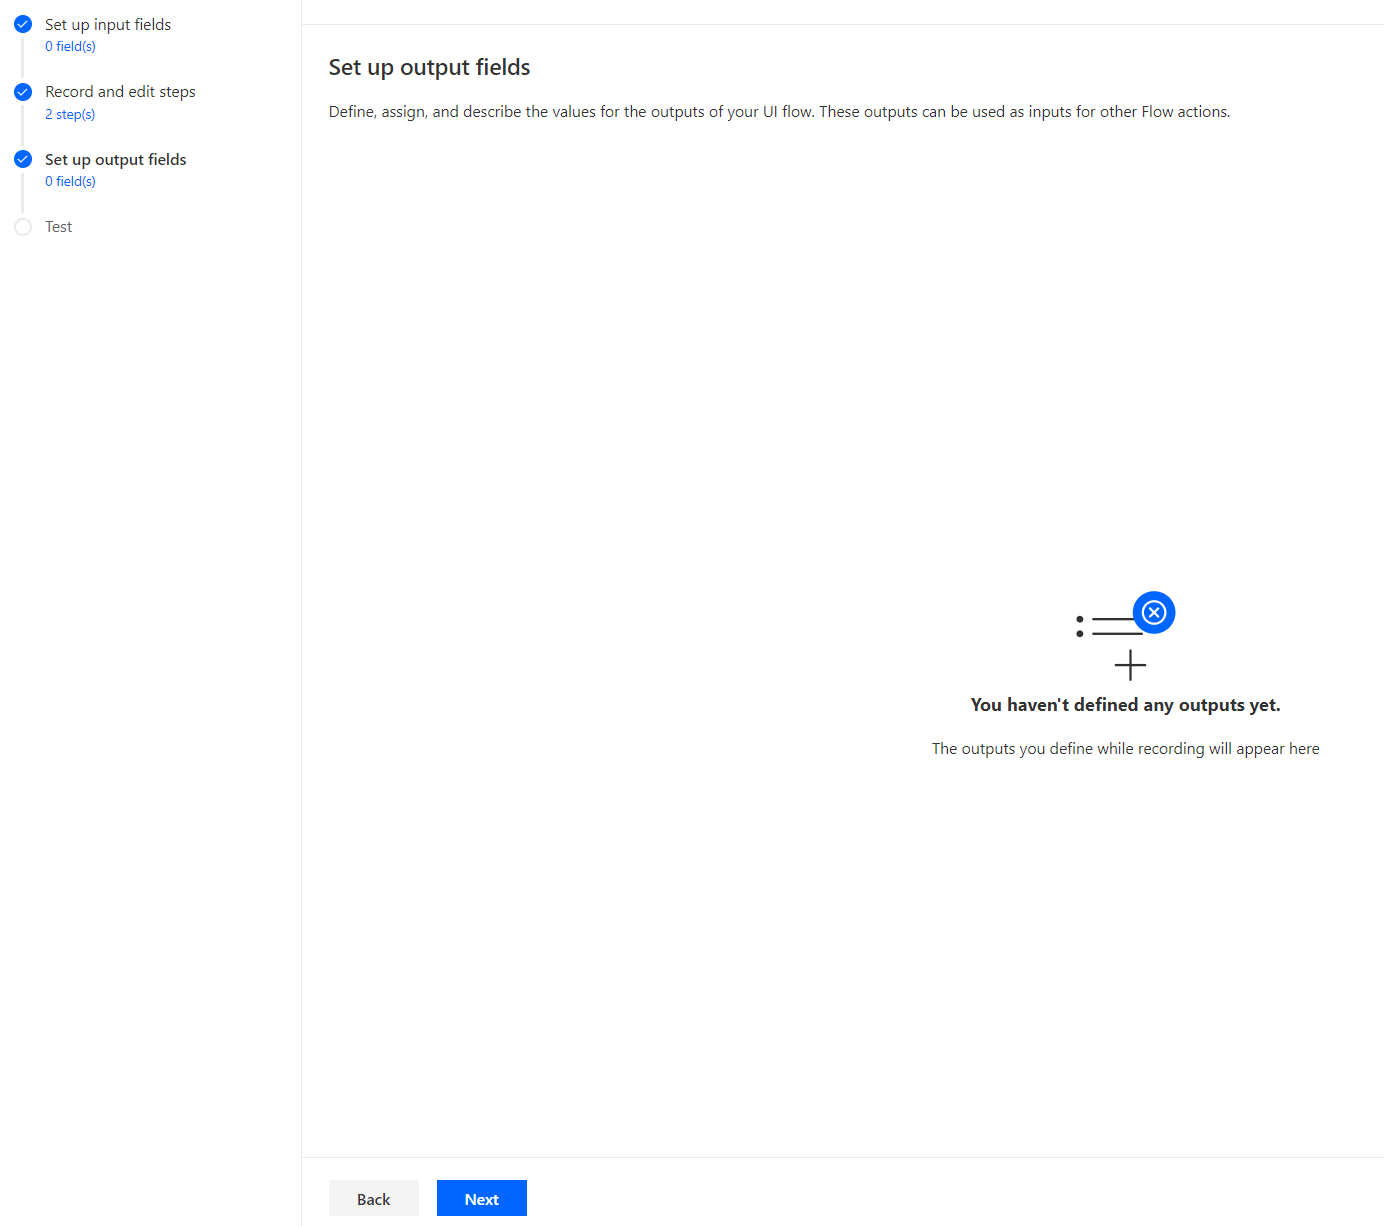 Set up input fields
0 field(s)
Record and edit steps
2 step(s)
Set up output fields
0 field(s)
Test
Set up output fields
Define, assign, and describe the values for the outputs of your UI flow. These outputs can be used as inputs for other Flow actions.
You haven't defined any outputs yet.
The outputs you define while recording will appear here
Back
Next